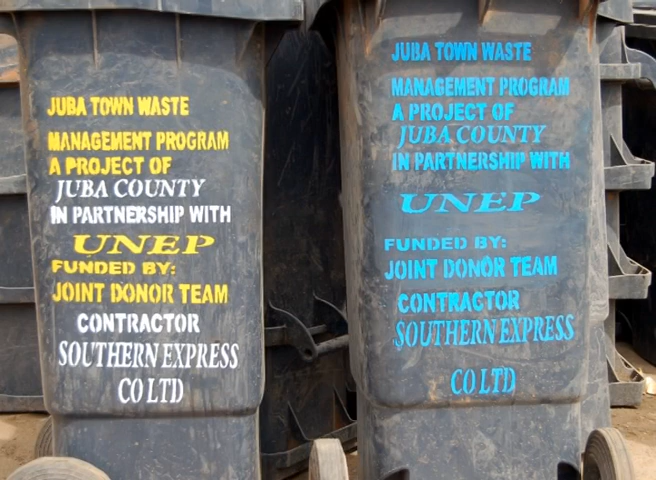 JUBA TOWN WASTE
MANAGEMENT PROGRAM
A PROJECT OF
JUBA COUNTY
IN PARTNERSHIP WITH
UNEP
FUNDED BY:
JOINT DONOR TEAM
CONTRACTOR
SOUTHERN EXPRESS
CO LTD
JUBA TOWN WASTE
MANAGEMENT PROGRAM
A PROJECT OF
JUBA COUNTY
IN PARTNERSHIP WITH
UNEP
FUNDED BY:
JOINT DONOR TEAM
CONTRACTOR
SOUTHERN EXPRESS
CO LTD